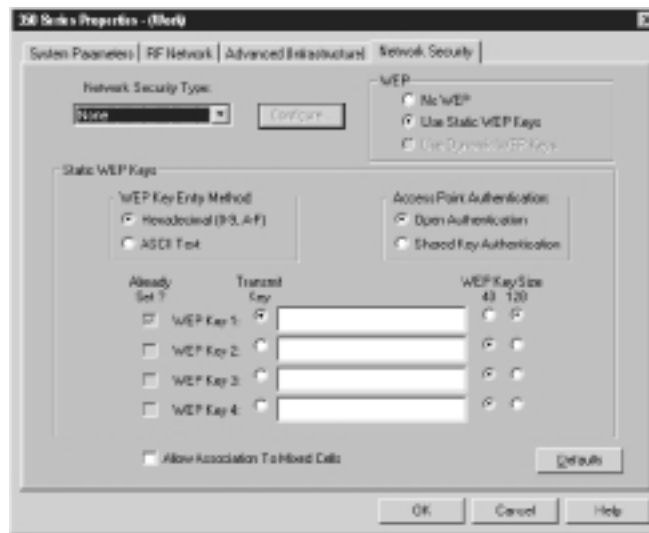 350 Series Properties - (Work)
System Parameters RF Network Advanced (Infrastructure) Network Security
Network Security Type:
None
Configure...
WEP
No WEP
Use Static WEP Keys
Use Dynamic WEP Keys
Static WEP Keys
WEP Key Entry Method
Hexadecimal (0-9, A-F)
ASCII Text
Access Point Authentication:
Open Authentication
Shared Key Authentication
Already Set ?
Transmit Key
WEP Key Size
40 128
WEP Key 1:
WEP Key 2:
WEP Key 3:
WEP Key 4:
Allow Association To Mixed Cells
Defaults
OK Cancel Help